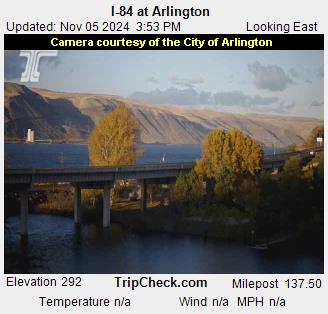 I-84 at Arlington
Updated: Nov 05 2024 3:53 PM Looking East
Camera courtesy of the City of Arlington
Elevation 292 TripCheck.com Milepost 137.50
Temperature n/a Wind n/a MPH n/a